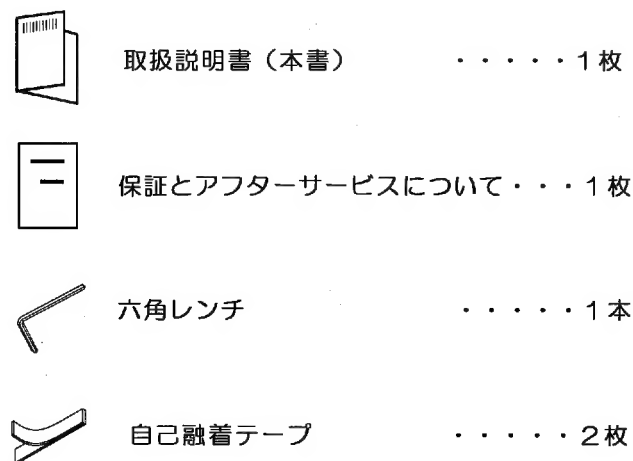 取扱説明書（本書）　・・・・・1枚
保証とアフターサービスについて・・・1枚
六角レンチ　・・・・・1本
自己融着テープ　・・・・・2枚